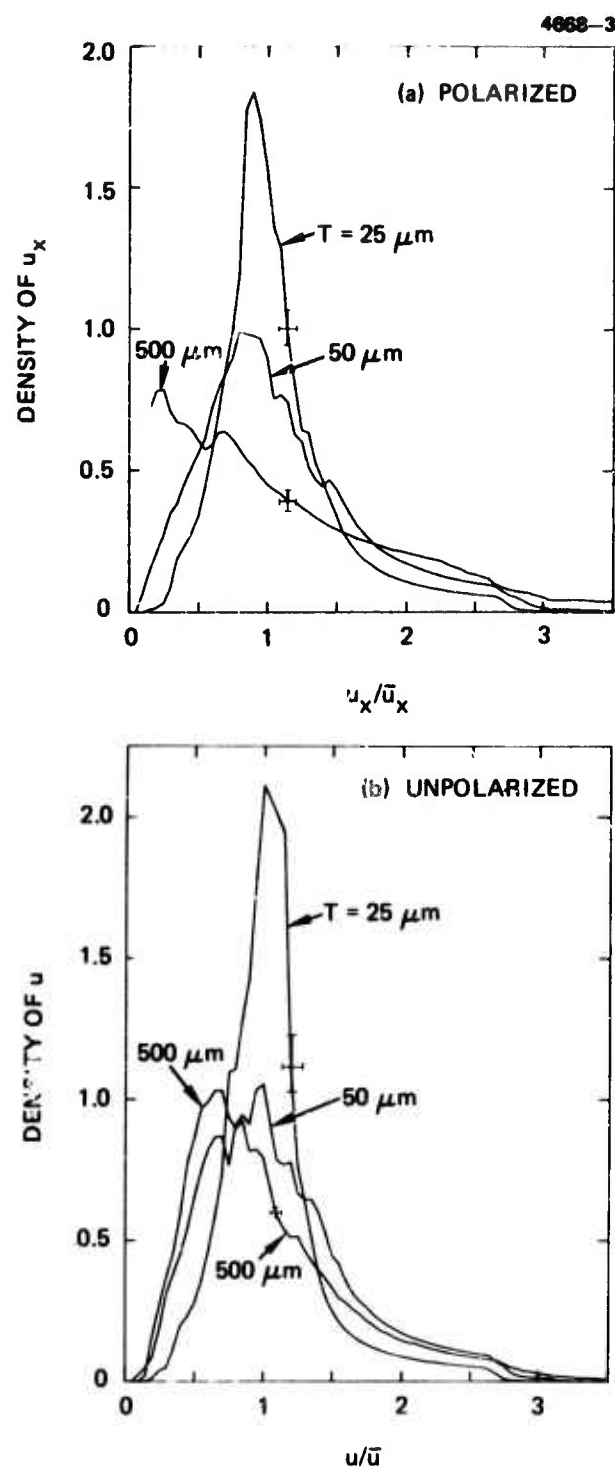 4668-3
2.0
(a) POLARIZED
1.5
T = 25 μm
1.0
500 μm
50 μm
0.5
0
DENSITY OF u_x
0 1 2 3
u_x/ū_x
(b) UNPOLARIZED
2.0
T = 25 μm
1.5
500 μm
1.0
50 μm
0.5
500 μm
0
DENSITY OF u
0 1 2 3
u/ū